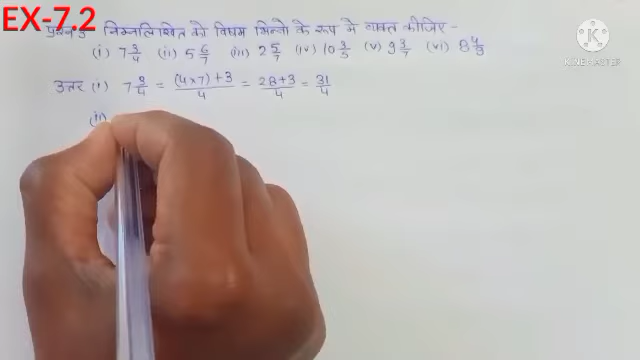 EX-7.2
प्रश्न 3 निम्नलिखित को विषम भिन्नो के रूप में व्यक्त कीजिए -
(i) 7 3/4 (ii) 5 6/7 (iii) 2 5/7 (iv) 10 3/5 (v) 9 3/7 (vi) 8 4/9
उत्तर (i) 7 3/4 = (4×7)+3/4 = 28+3/4 = 31/4
(ii)
K
KINEMASTER